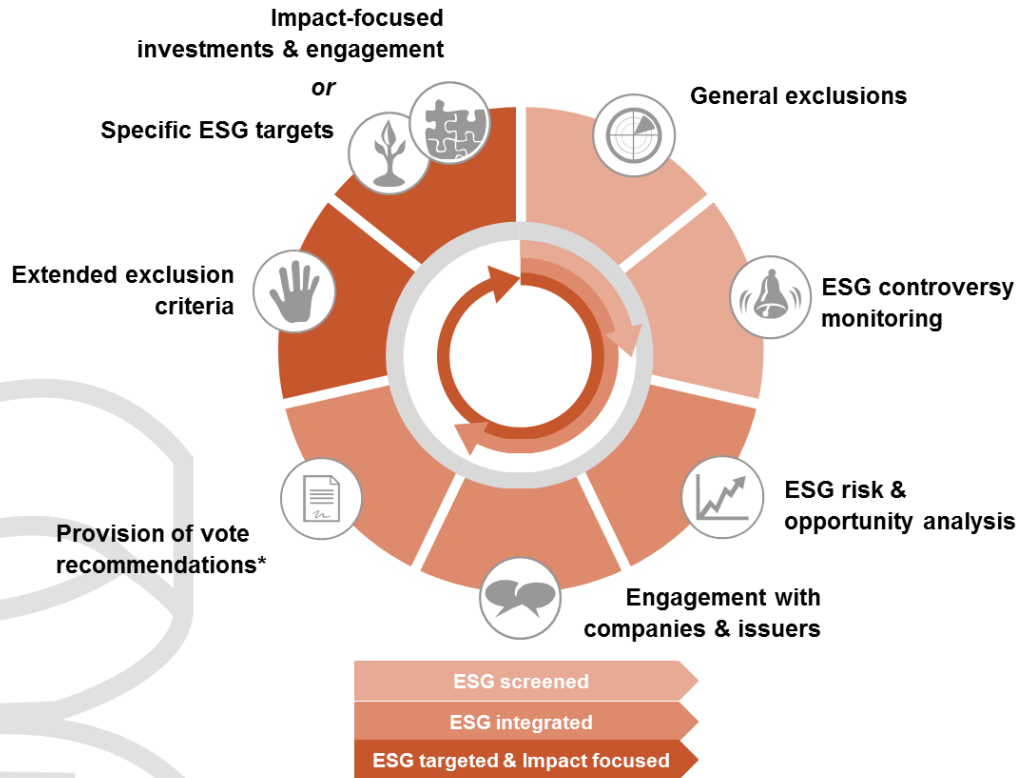 Impact-focused
investments & engagement
or
Specific ESG targets
General exclusions
Extended exclusion
criteria
ESG controversy
monitoring
ESG risk &
opportunity analysis
Provision of vote
recommendations*
Engagement with
companies & issuers
ESG screened
ESG integrated
ESG targeted & Impact focused